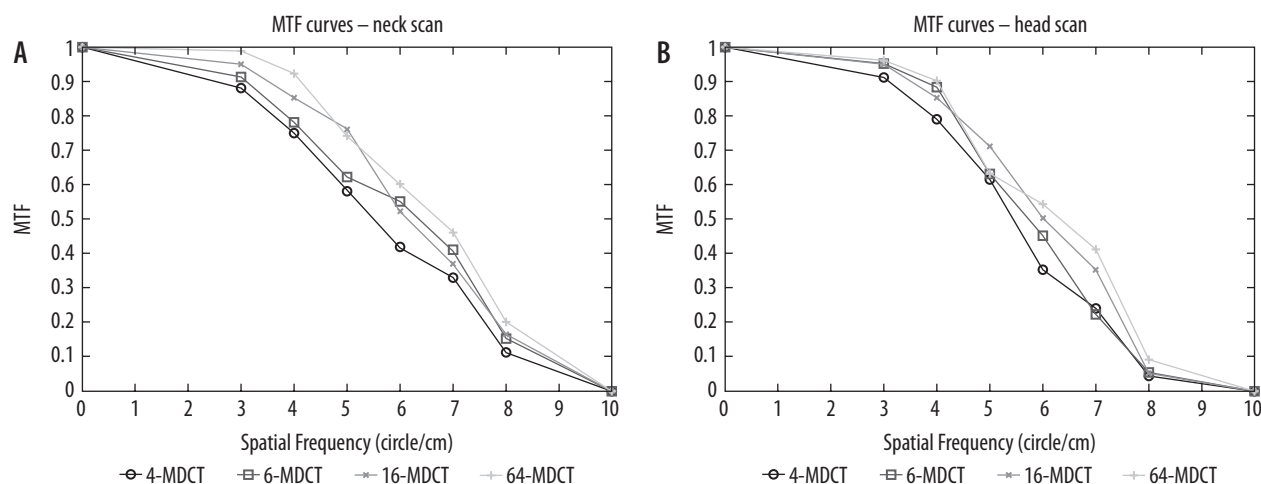 MTF curves – neck scan
A
1
0.9
0.8
0.7
0.6
0.5
0.4
0.3
0.2
0.1
0
MTF
0 1 2 3 4 5 6 7 8 9 10
Spatial Frequency (circle/cm)
4-MDCT 6-MDCT 16-MDCT 64-MDCT
MTF curves – head scan
B
1
0.9
0.8
0.7
0.6
0.5
0.4
0.3
0.2
0.1
0
MTF
0 1 2 3 4 5 6 7 8 9 10
Spatial Frequency (circle/cm)
4-MDCT 6-MDCT 16-MDCT 64-MDCT